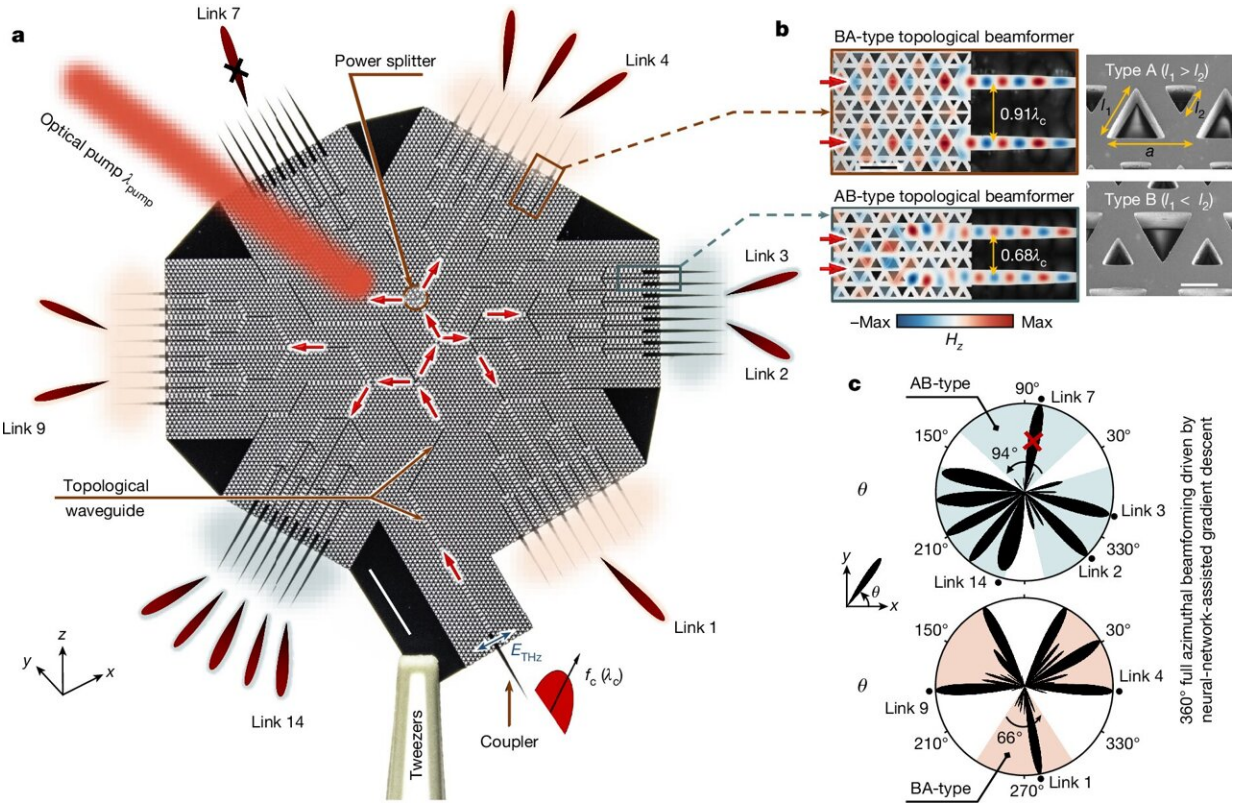 a
Link 7
Power splitter
Link 4
Optical pump λpump
Link 3
Link 2
Link 9
Topological
waveguide
Link 1
Link 14
z
y
x
Tweezers
Coupler
ETHz
fc (λc)
b
BA-type topological beamformer
0.91λc
Type A (l1 > l2)
l1
l2
a
AB-type topological beamformer
0.68λc
Type B (l1 < l2)
–Max
Max
Hz
c
AB-type
90°
Link 7
150°
30°
94°
θ
Link 3
210°
330°
Link 2
Link 14
y
θ
x
150°
30°
θ
Link 4
Link 9
66°
210°
330°
BA-type
270°
Link 1
360° full azimuthal beamforming driven by
neural-network-assisted gradient descent